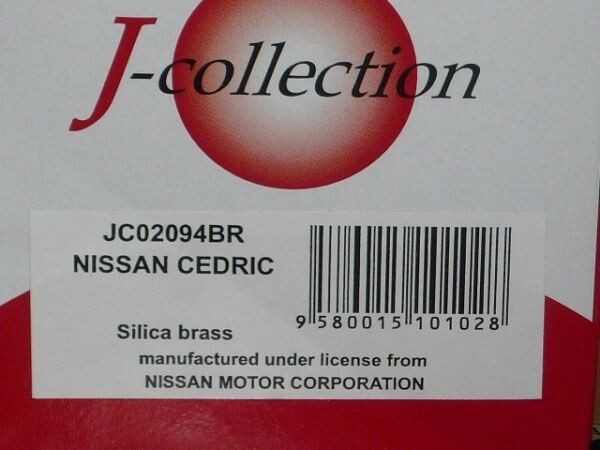 J-collection
JC02094BR
NISSAN CEDRIC
9 580015 101028
Silica brass
manufactured under license from
NISSAN MOTOR CORPORATION